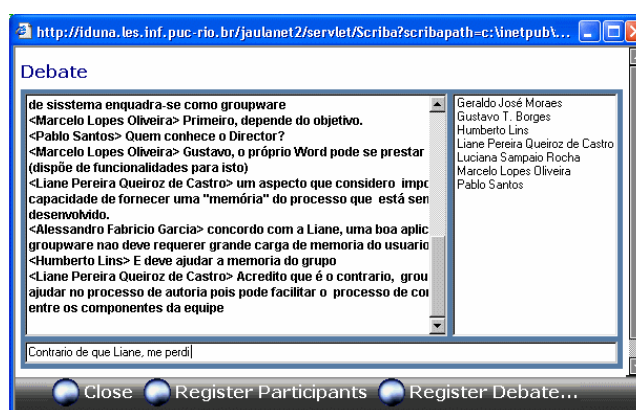 http://iduna.les.inf.puc-rio.br/jaulanet2/servlet/Scriba?scribapath=c:\inetpub\...
Debate
de sisstema enquadra-se como groupware
<Marcelo Lopes Oliveira> Primeiro, depende do objetivo.
<Pablo Santos> Quem conhece o Director?
<Marcelo Lopes Oliveira> Gustavo, o próprio Word pode se prestar
(dispõe de funcionalidades para isto)
<Liane Pereira Queiroz de Castro> um aspecto que considero impo
capacidade de fornecer uma "memória" do processo que está sen
desenvolvido.
<Alessandro Fabricio Garcia> concordo com a Liane, uma boa aplic
groupware nao deve requerer grande carga de memoria do usuario
<Humberto Lins> E deve ajudar a memoria do grupo
<Liane Pereira Queiroz de Castro> Acredito que é o contrario, grou
ajudar no processo de autoria pois pode facilitar o processo de con
entre os componentes da equipe
Geraldo José Moraes
Gustavo T. Borges
Humberto Lins
Liane Pereira Queiroz de Castro
Luciana Sampaio Rocha
Marcelo Lopes Oliveira
Pablo Santos
Contrario de que Liane, me perdi
Close Register Participants Register Debate...